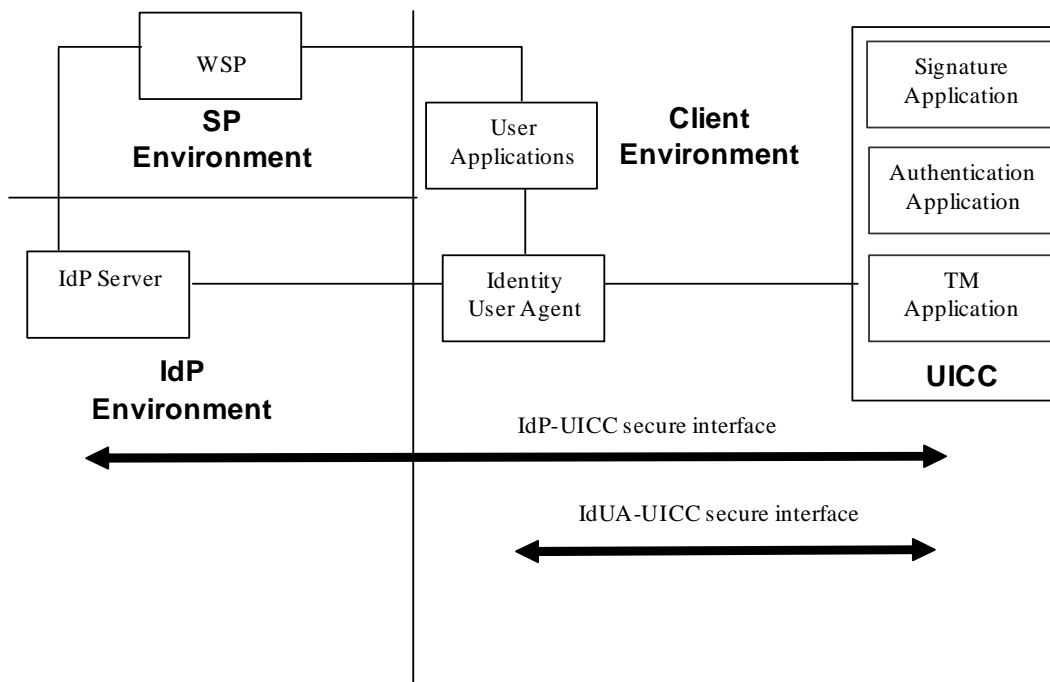 WSP
SP
Environment
User
Applications
Client
Environment
Signature
Application
Authentication
Application
TM
Application
UICC
IdP Server
Identity
User Agent
IdP
Environment
IdP-UICC secure interface
IdUA-UICC secure interface